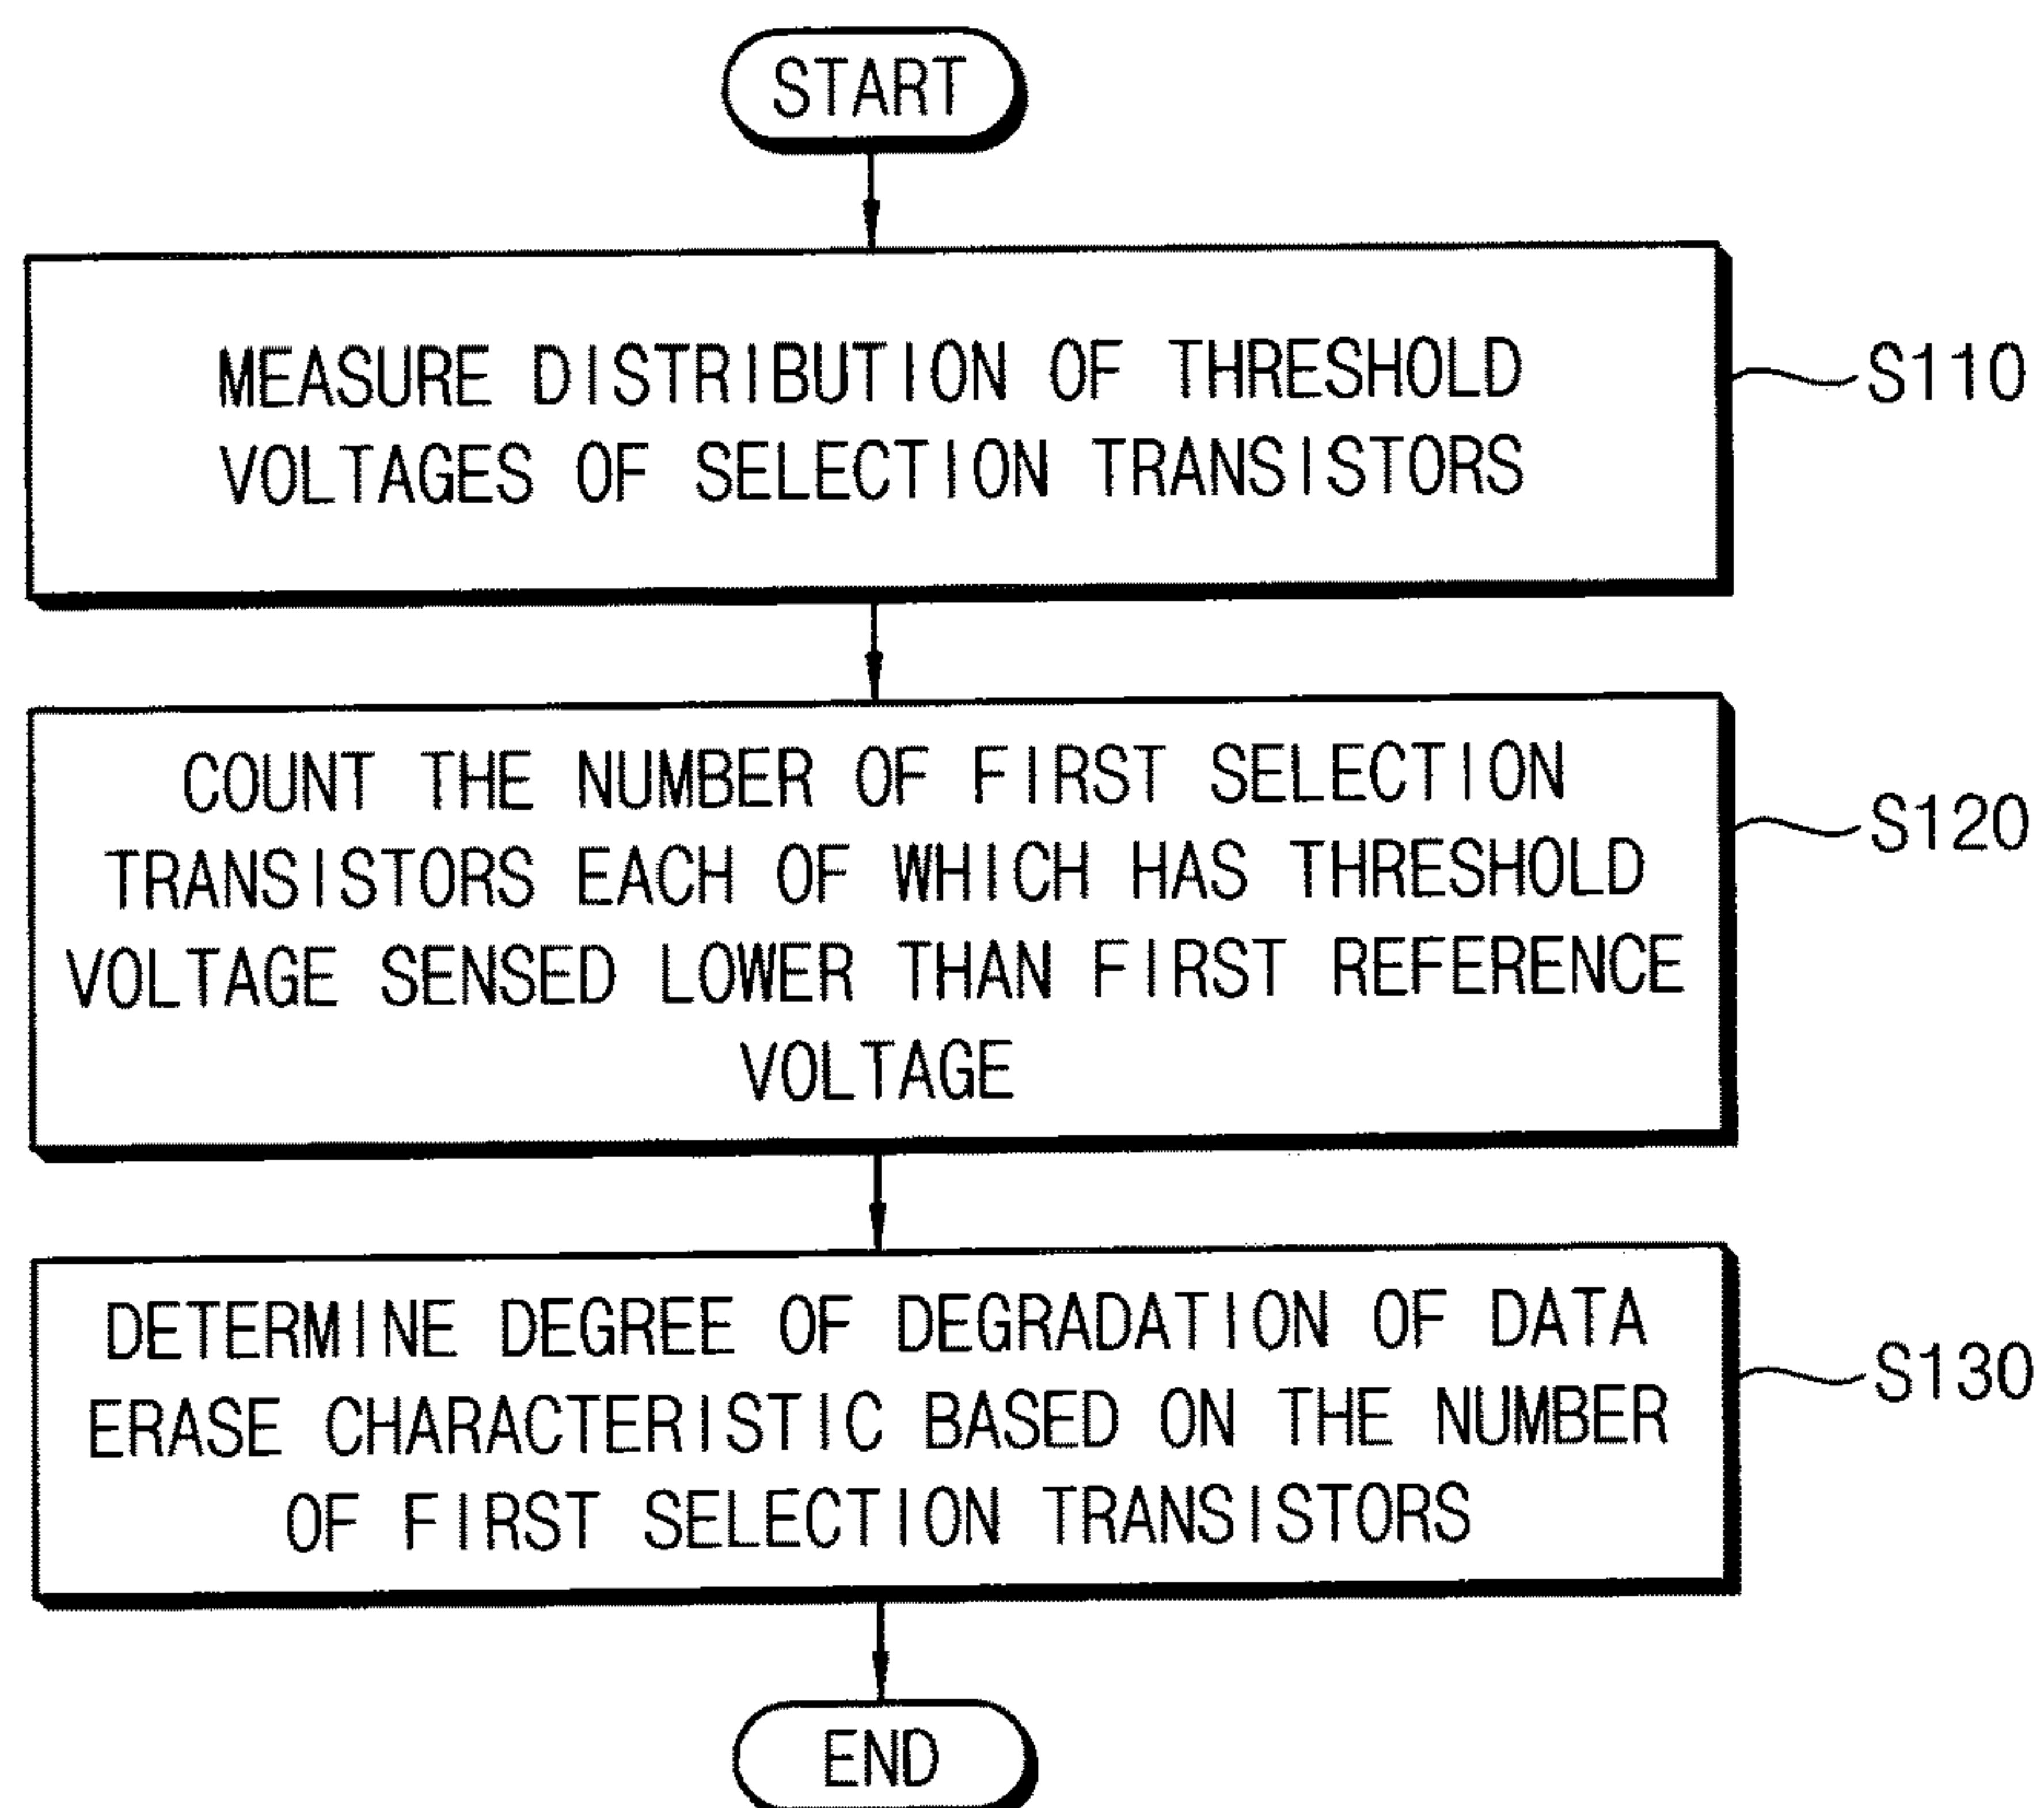 START
MEASURE DISTRIBUTION OF THRESHOLD
VOLTAGES OF SELECTION TRANSISTORS
S110
COUNT THE NUMBER OF FIRST SELECTION
TRANSISTORS EACH OF WHICH HAS THRESHOLD
VOLTAGE SENSED LOWER THAN FIRST REFERENCE
VOLTAGE
S120
DETERMINE DEGREE OF DEGRADATION OF DATA
ERASE CHARACTERISTIC BASED ON THE NUMBER
OF FIRST SELECTION TRANSISTORS
S130
END